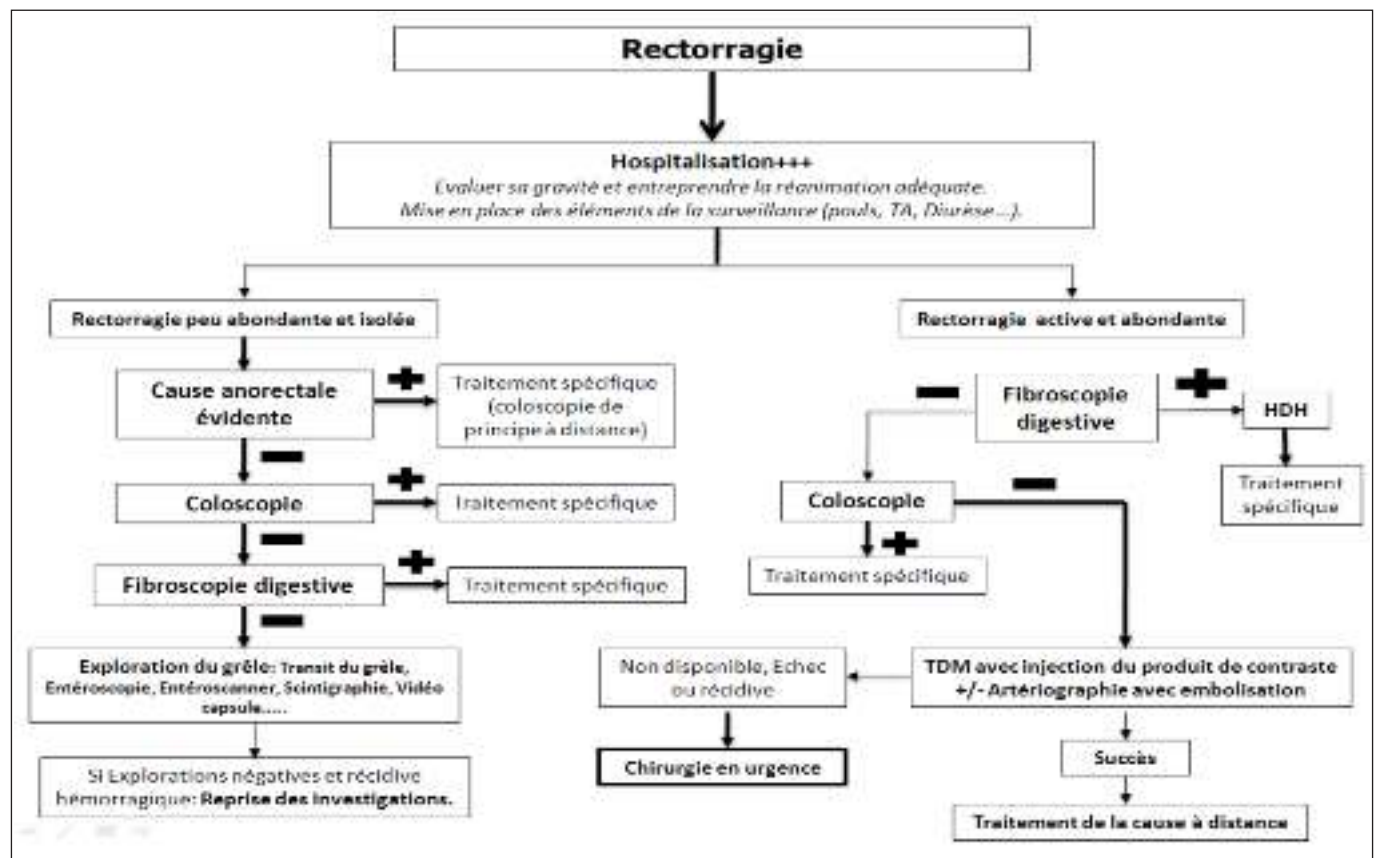 Rectorragie
Hospitalisation+++
Evaluer sa gravité et entreprendre la réanimation adéquate.
Mise en place des éléments de la surveillance (pouls, TA, Diurèse...).
Rectorragie peu abondante et isolée
Cause anorectale
évidente
Traitement spécifique
(coloscopie de
principe à distance)
Coloscopie
Traitement spécifique
Fibroscopie digestive
Traitement spécifique
Exploration du grêle: Transit du grèle,
Entéroscopie, Entéroscanner, Scintigraphie, Vidéo
capsule.....
Si Explorations négatives et récidive
hémorragique: Reprise des investigations.
Rectorragie active et abondante
Fibroscopie
digestive
HDH
Traitement
spécifique
Coloscopie
Traitement spécifique
Non disponible, Echec
ou récidive
Chirurgie en urgence
TDM avec injection du produit de contraste
+/- Artériographie avec embolisation
Succès
Traitement de la cause à distance